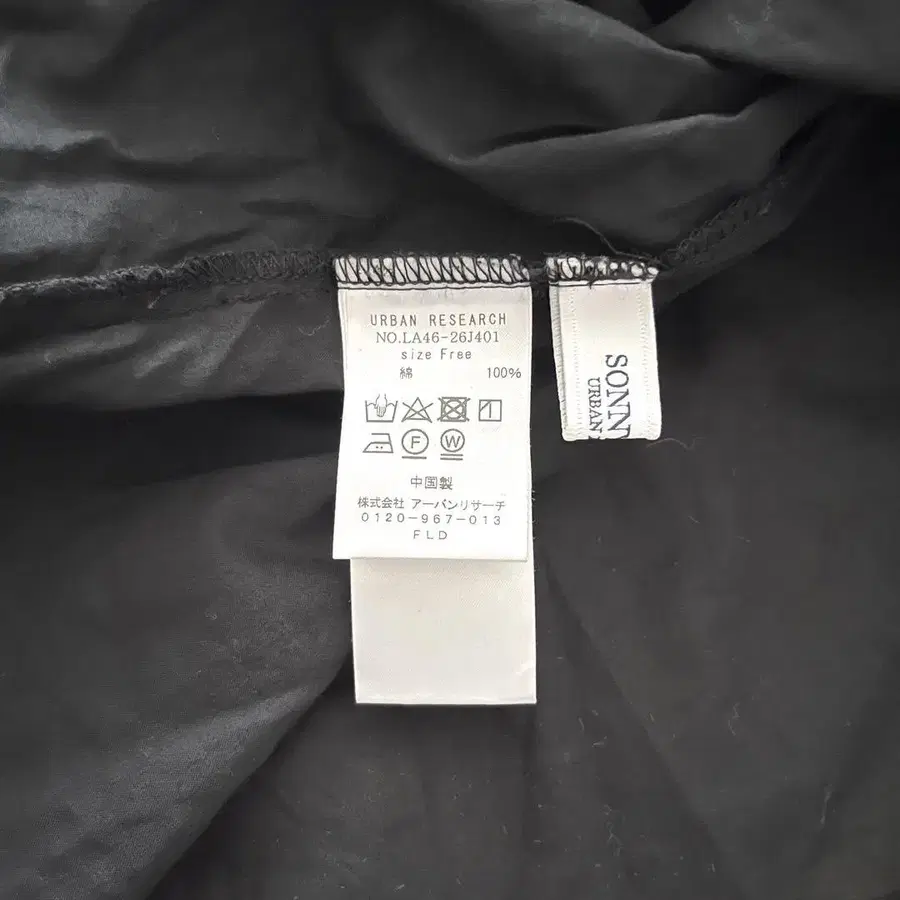 URBAN RESEARCH
NO.LA46-26J401
size Free
綿 100%
F W
中国製
株式会社 アーバンリサーチ
0120-967-013
FLD
SONN
URBAN